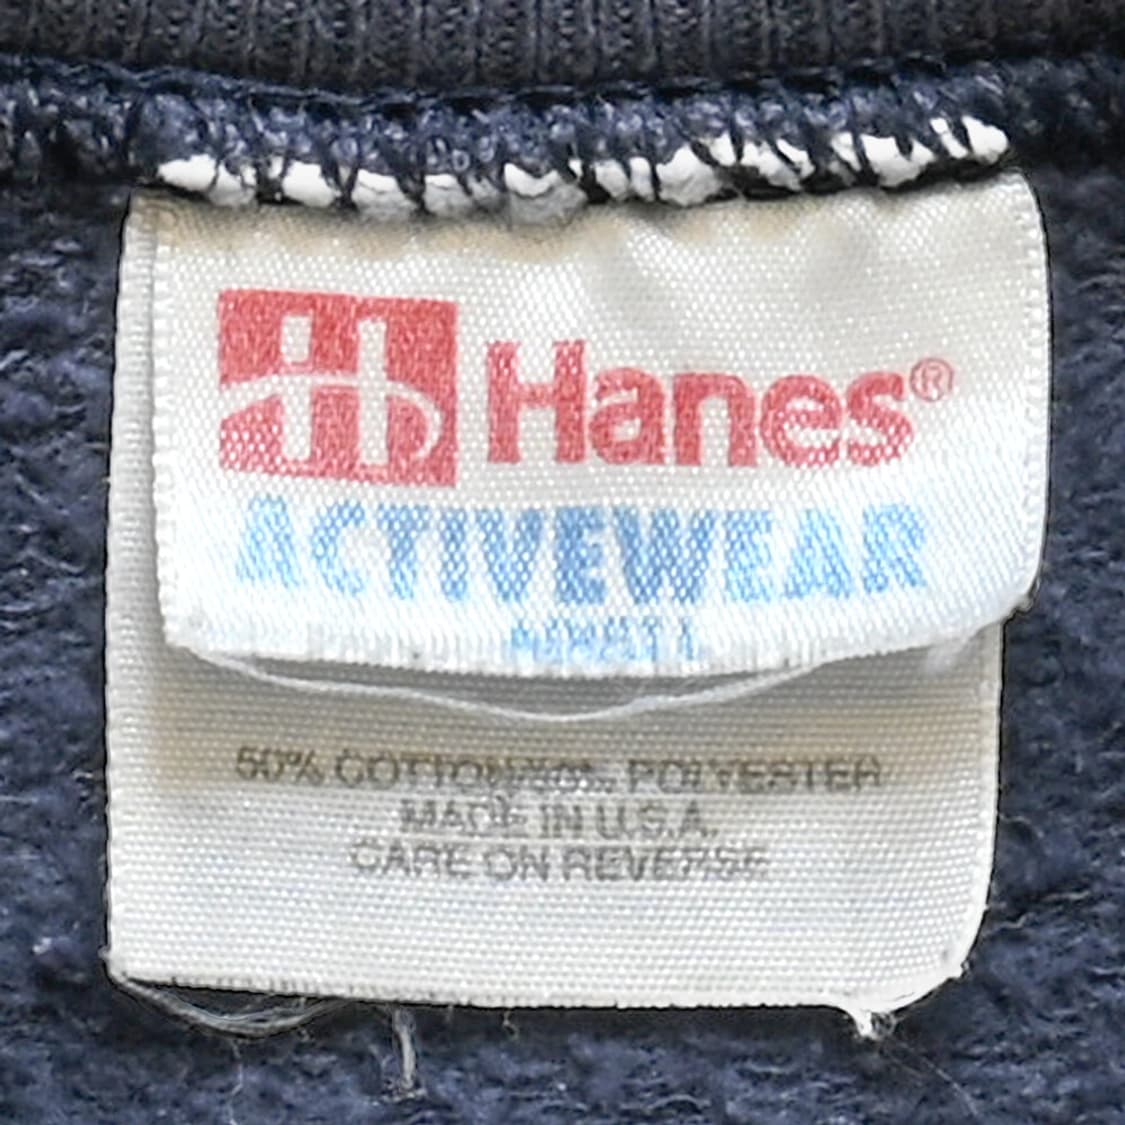 Hanes®
ACTIVEWEAR
50% COTTON/50% POLYESTER
MADE IN U.S.A.
CARE ON REVERSE